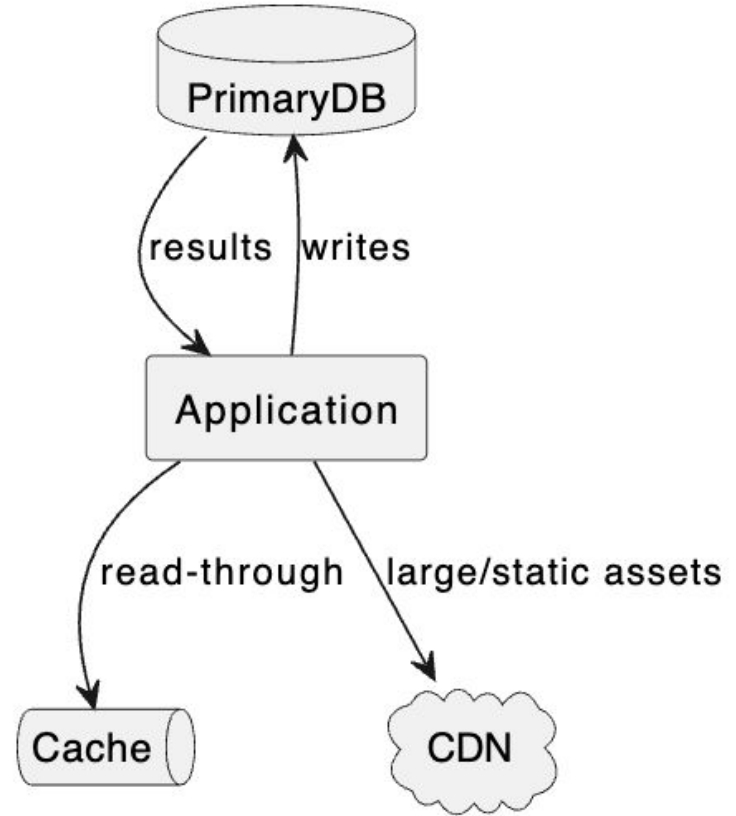 PrimaryDB
results
writes
Application
read-through
large/static assets
Cache
CDN